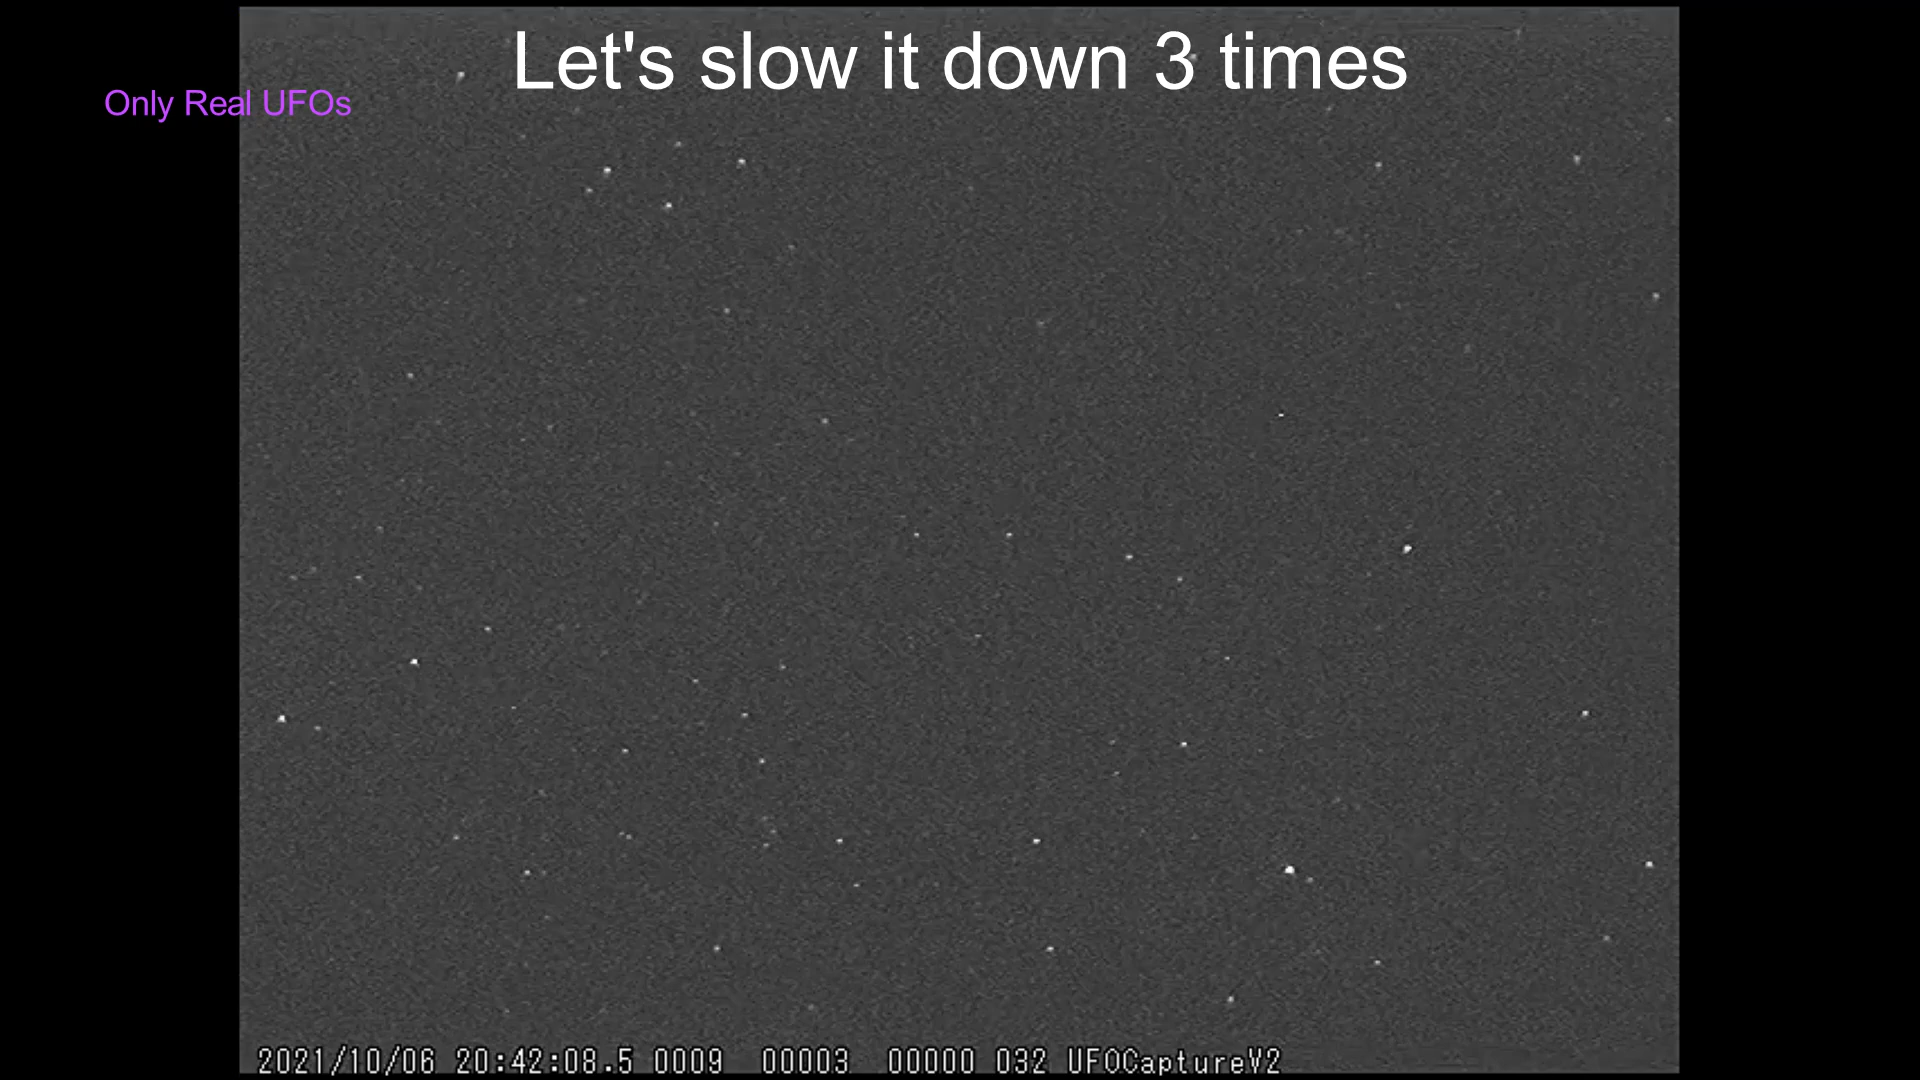 Let's slow it down 3 times
Only Real UFOs
2021/10/06 20:42:08.5 0009 00003 00000 032 UFOCaptureV2